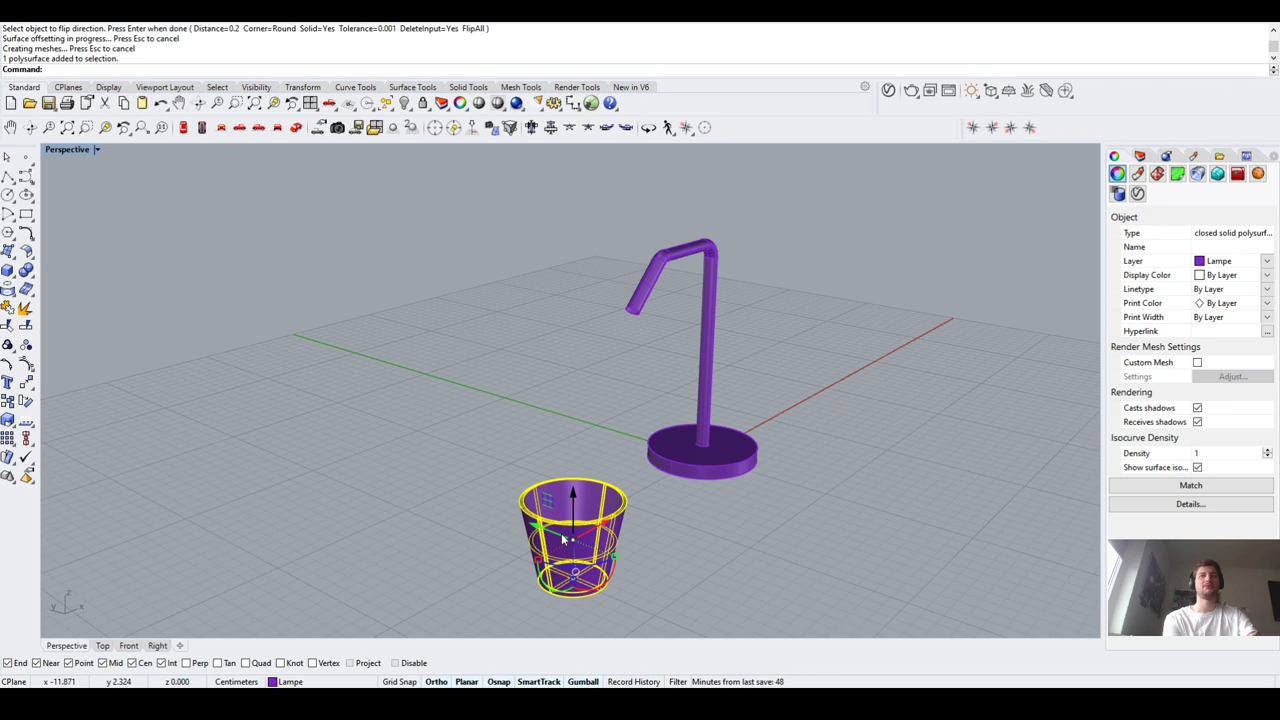 Select object to flip direction. Press Enter when done ( Distance=0.2 Corner=Round Solid=Yes Tolerance=0.001 DeleteInput=Yes FlipAll )
Surface offsetting in progress... Press Esc to cancel
Creating meshes... Press Esc to cancel
1 polysurface added to selection.
Command:
Standard CPlanes Display Viewport Layout Select Visibility Transform Curve Tools Surface Tools Solid Tools Mesh Tools Render Tools New in V6
Perspective
Object
Type closed solid polysurf...
Name
Layer Lampe
Display Color By Layer
Linetype By Layer
Print Color By Layer
Print Width By Layer
Hyperlink ...
Render Mesh Settings
Custom Mesh
Settings Adjust...
Rendering
Casts shadows
Receives shadows
Isocurve Density
Density 1
Show surface iso...
Match
Details...
z
y x
Perspective Top Front Right
End Near Point Mid Cen Int Perp Tan Quad Knot Vertex Project Disable
CPlane x -11.871 y 2.324 z 0.000 Centimeters Lampe Grid Snap Ortho Planar Osnap SmartTrack Gumball Record History Filter Minutes from last save: 48